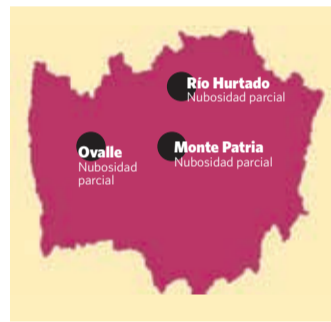 Río Hurtado
Nubosidad parcial
Monte Patria
Nubosidad parcial
Ovalle
Nubosidad
parcial